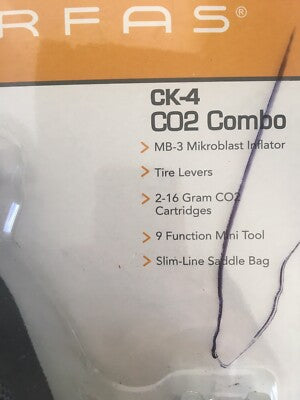 RFAS®
CK-4
CO2 Combo
MB-3 Mikroblast Inflator
Tire Levers
2-16 Gram CO2
Cartridges
9 Function Mini Tool
Slim-Line Saddle Bag